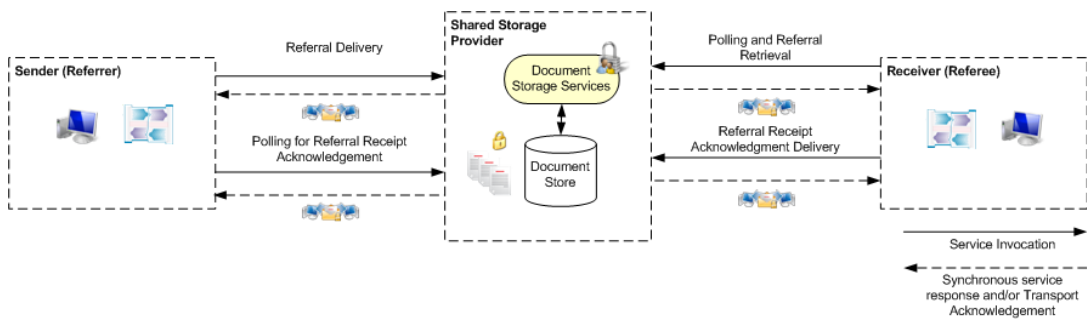 Sender (Referrer)
Referral Delivery
Polling for Referral Receipt
Acknowledgement
Shared Storage
Provider
Document
Storage Services
Document
Store
Polling and Referral
Retrieval
Referral Receipt
Acknowledgment Delivery
Receiver (Referee)
Service Invocation
Synchronous service
response and/or Transport
Acknowledgement